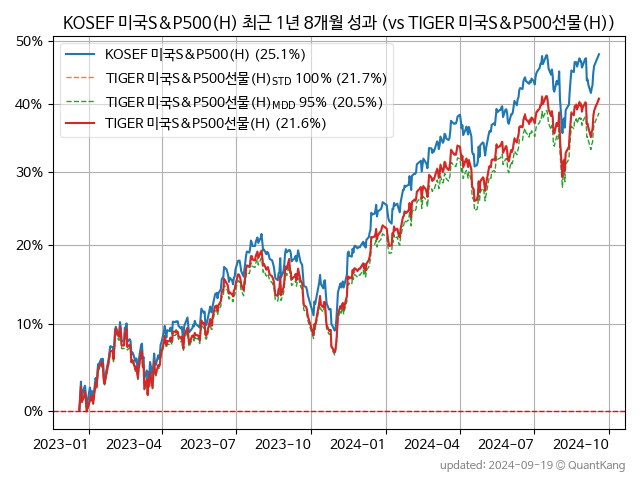 KOSEF 미국S&P500(H) 최근 1년 8개월 성과 (vs TIGER 미국S&P500선물(H))
50%
40%
30%
20%
10%
0%
KOSEF 미국S&P500(H) (25.1%)
TIGER 미국S&P500선물(H)STD 100% (21.7%)
TIGER 미국S&P500선물(H)MDD 95% (20.5%)
TIGER 미국S&P500선물(H) (21.6%)
2023-01 2023-04 2023-07 2023-10 2024-01 2024-04 2024-07 2024-10
updated: 2024-09-19 @ QuantKang